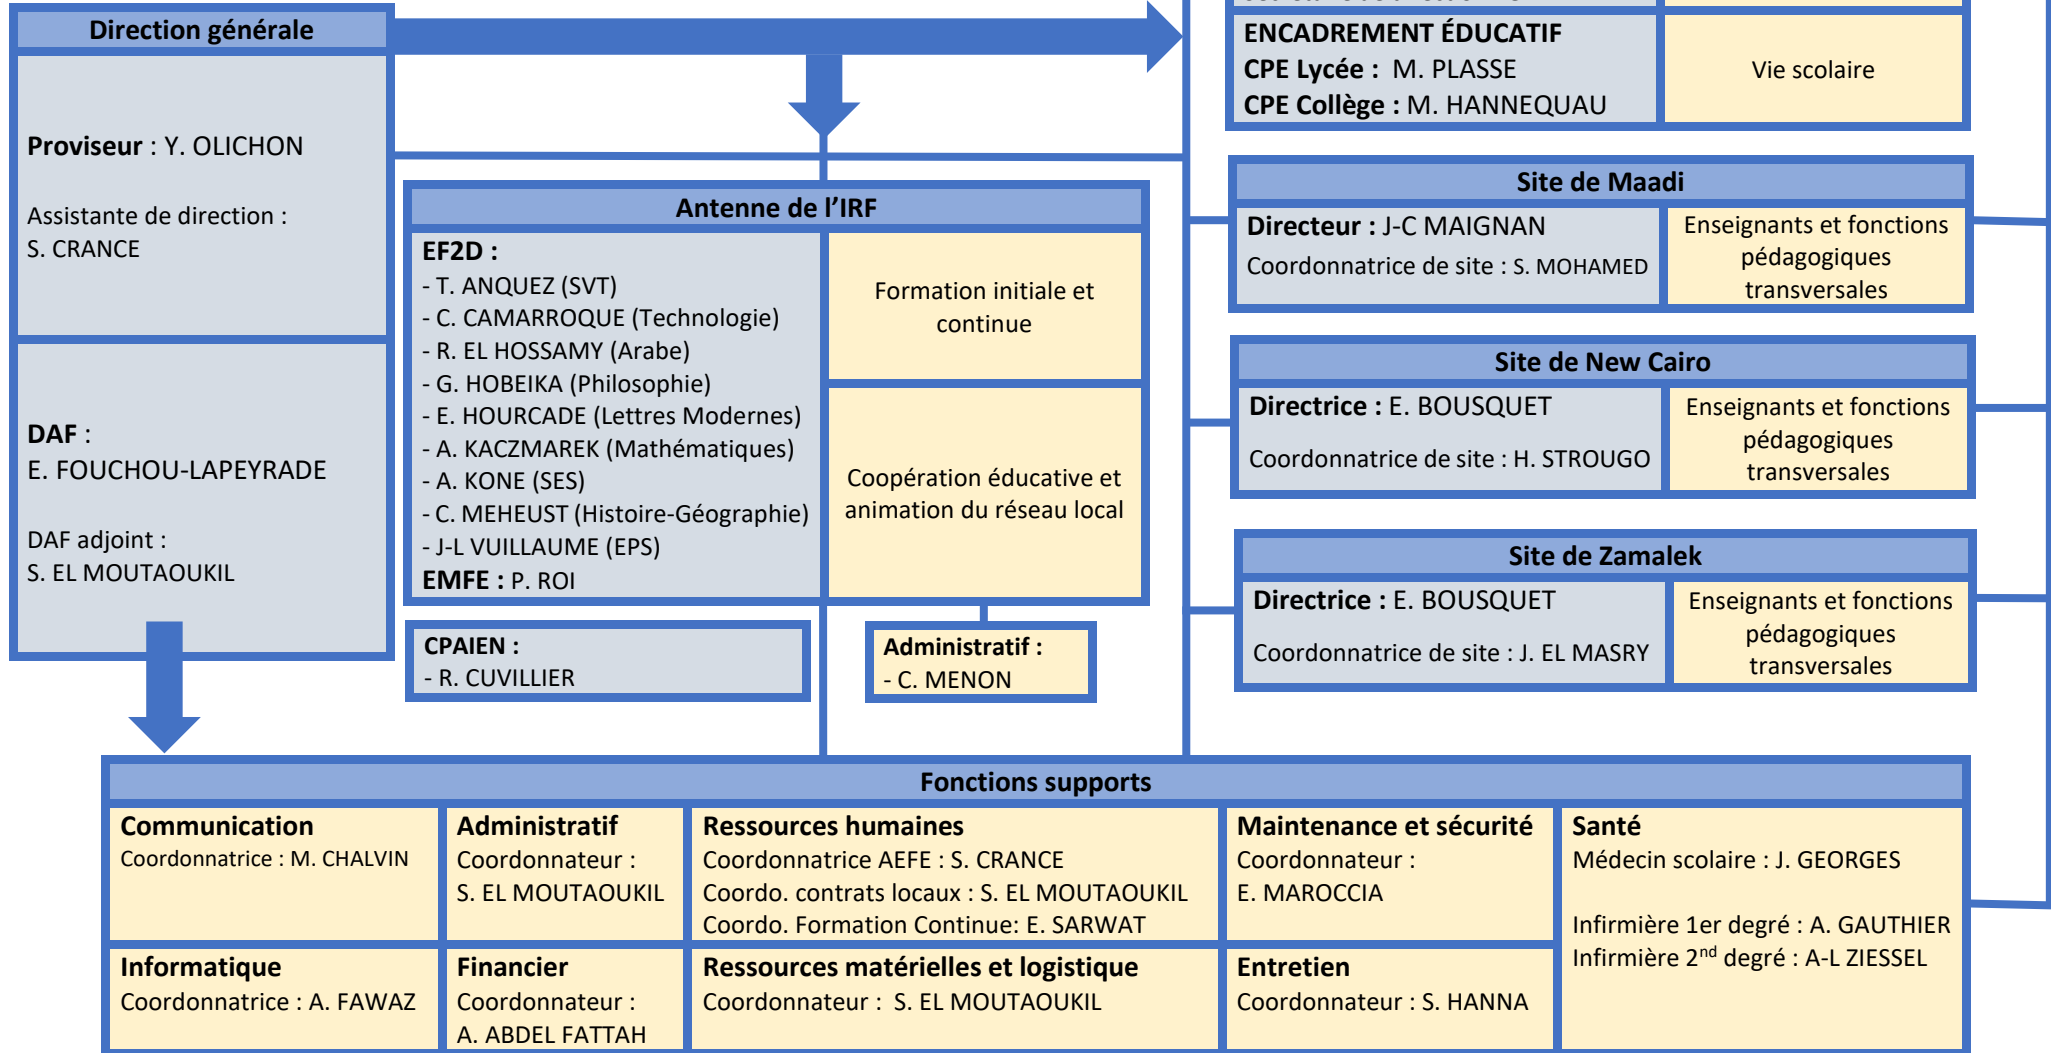 Direction générale
Proviseur : Y. OLICHON
Assistante de direction :
S. CRANCE
DAF :
E. FOUCHOU-LAPEYRADE
DAF adjoint :
S. EL MOUTAOUKIL
Antenne de l’IRF
EF2D :
- T. ANQUEZ (SVT)
- C. CAMARROQUE (Technologie)
- R. EL HOSSAMY (Arabe)
- G. HOBEIKA (Philosophie)
- E. HOURCADE (Lettres Modernes)
- A. KACZMAREK (Mathématiques)
- A. KONE (SES)
- C. MEHEUST (Histoire-Géographie)
- J-L VUILLAUME (EPS)
EMFE : P. ROI
Formation initiale et
continue
Coopération éducative et
animation du réseau local
CPAIEN :
- R. CUVILLIER
Administratif :
- C. MENON
ENCADREMENT ÉDUCATIF
CPE Lycée : M. PLASSE
CPE Collège : M. HANNEQUAU
Vie scolaire
Site de Maadi
Directeur : J-C MAIGNAN
Coordonnatrice de site : S. MOHAMED
Enseignants et fonctions
pédagogiques
transversales
Site de New Cairo
Directrice : E. BOUSQUET
Coordonnatrice de site : H. STROUGO
Enseignants et fonctions
pédagogiques
transversales
Site de Zamalek
Directrice : E. BOUSQUET
Coordonnatrice de site : J. EL MASRY
Enseignants et fonctions
pédagogiques
transversales
Fonctions supports
Communication
Coordonnatrice : M. CHALVIN
Administratif
Coordonnateur :
S. EL MOUTAOUKIL
Ressources humaines
Coordonnatrice AEFE : S. CRANCE
Coordo. contrats locaux : S. EL MOUTAOUKIL
Coordo. Formation Continue: E. SARWAT
Maintenance et sécurité
Coordonnateur :
E. MAROCCIA
Santé
Médecin scolaire : J. GEORGES
Infirmière 1er degré : A. GAUTHIER
Infirmière 2nd degré : A-L ZIESSEL
Informatique
Coordonnatrice : A. FAWAZ
Financier
Coordonnateur :
A. ABDEL FATTAH
Ressources matérielles et logistique
Coordonnateur : S. EL MOUTAOUKIL
Entretien
Coordonnateur : S. HANNA